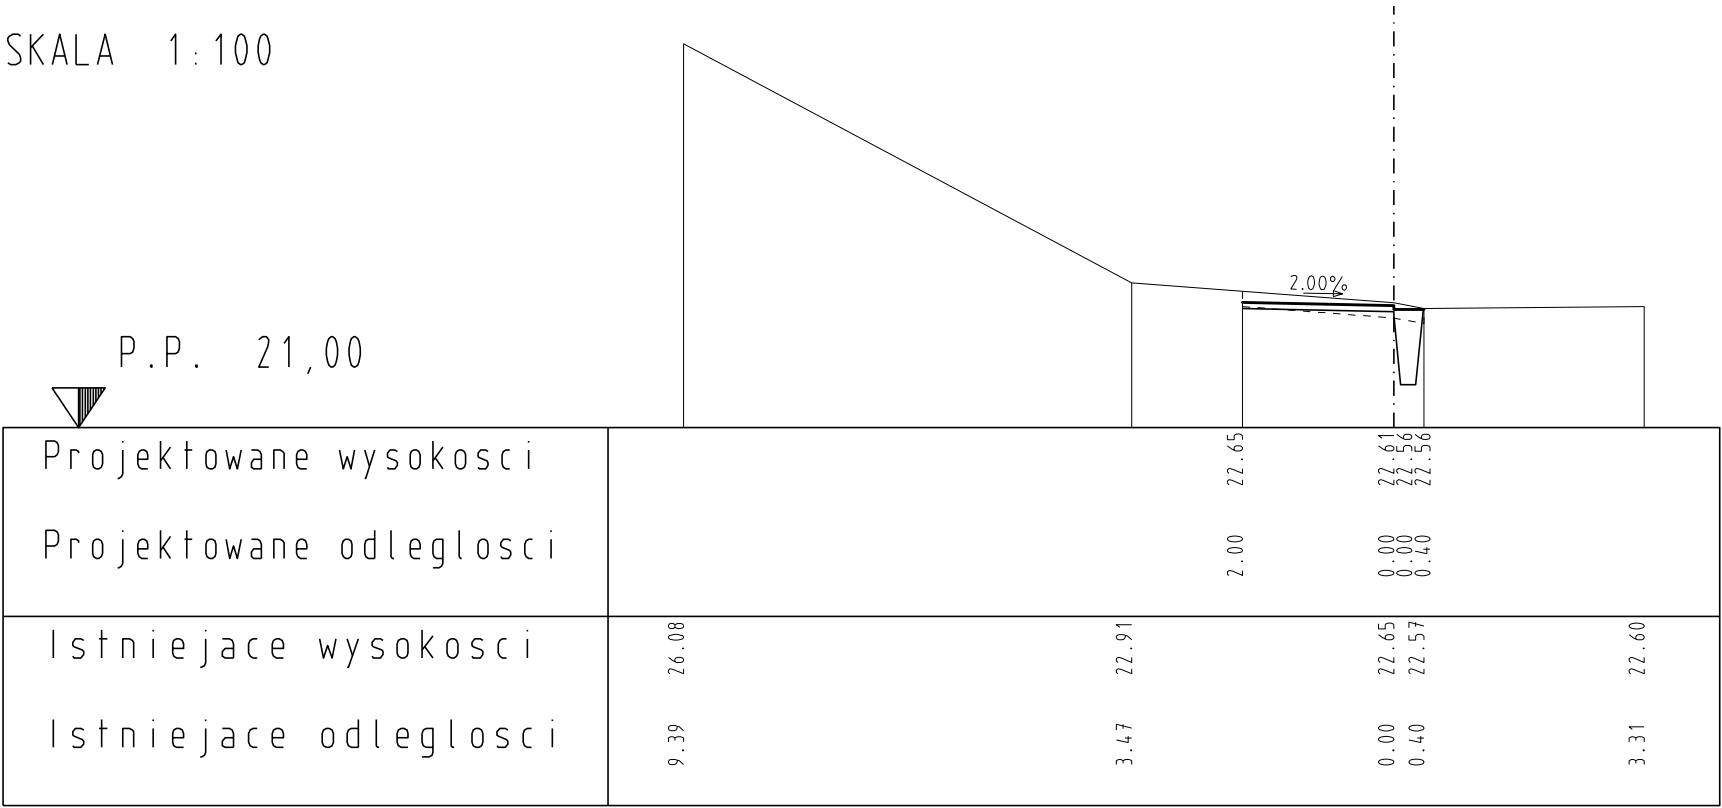 SKALA 1:100
2.00%
P.P. 21,00
Projektowane wysokosci 22.65 22.61 22.56 22.56
Projektowane odleglosci 2.00 0.00 0.00 0.40
Istniejace wysokosci 26.08 22.91 22.65 22.57 22.60
Istniejace odleglosci 9.39 3.47 0.00 0.40 3.31